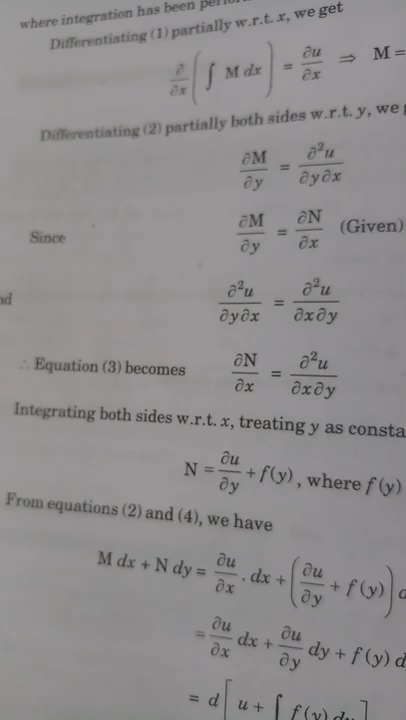 where integration has been
Differentiating (1) partially w.r.t. x, we get
∂/∂x ( ∫ M dx ) = ∂u/∂x ⇒ M =
Differentiating (2) partially both sides w.r.t. y, we
∂M/∂y = ∂²u/∂y∂x
Since ∂M/∂y = ∂N/∂x (Given)
∂²u/∂y∂x = ∂²u/∂x∂y
∴ Equation (3) becomes ∂N/∂x = ∂²u/∂x∂y
Integrating both sides w.r.t. x, treating y as
N = ∂u/∂y + f(y), where f(y)
From equations (2) and (4), we have
M dx + N dy = ∂u/∂x . dx + ( ∂u/∂y + f(y) )
= ∂u/∂x dx + ∂u/∂y dy + f(y)
= d [ u + ∫ f(y) dy ]